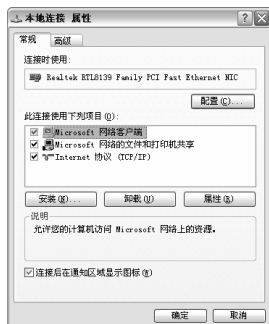 本地连接 属性
常规 高级
连接时使用:
Realtek RTL8139 Family PCI Fast Ethernet NIC
配置(C)...
此连接使用下列项目(O):
Microsoft 网络客户端
Microsoft 网络的文件和打印机共享
Internet 协议 (TCP/IP)
安装(N)... 卸载(U) 属性(R)
说明
允许您的计算机访问 Microsoft 网络上的资源。
连接后在通知区域显示图标(W)
确定 取消